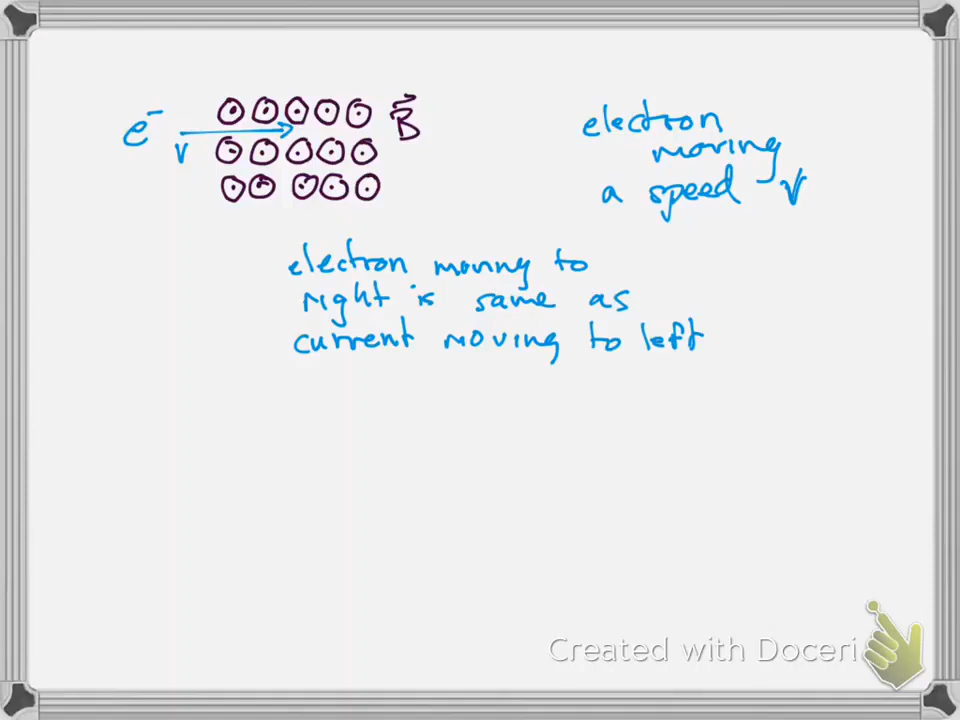 e⁻
v
B⃗
electron
moving
a speed v
electron moving to
right is same as
current moving to left
Created with Doceri